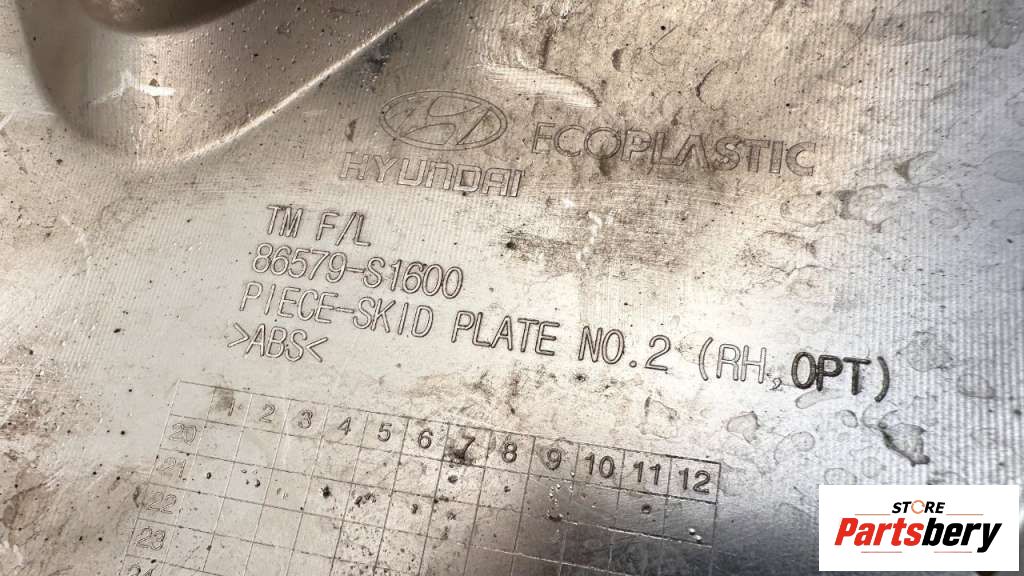 ECOPLASTIC
HYUNDAI
TM F/L
86579-S1600
PIECE-SKID PLATE NO.2 (RH, OPT)
>ABS<
1 2 3 4 5 6 7 8 9 10 11 12
20
21
22
23
24
STORE
Partsbery